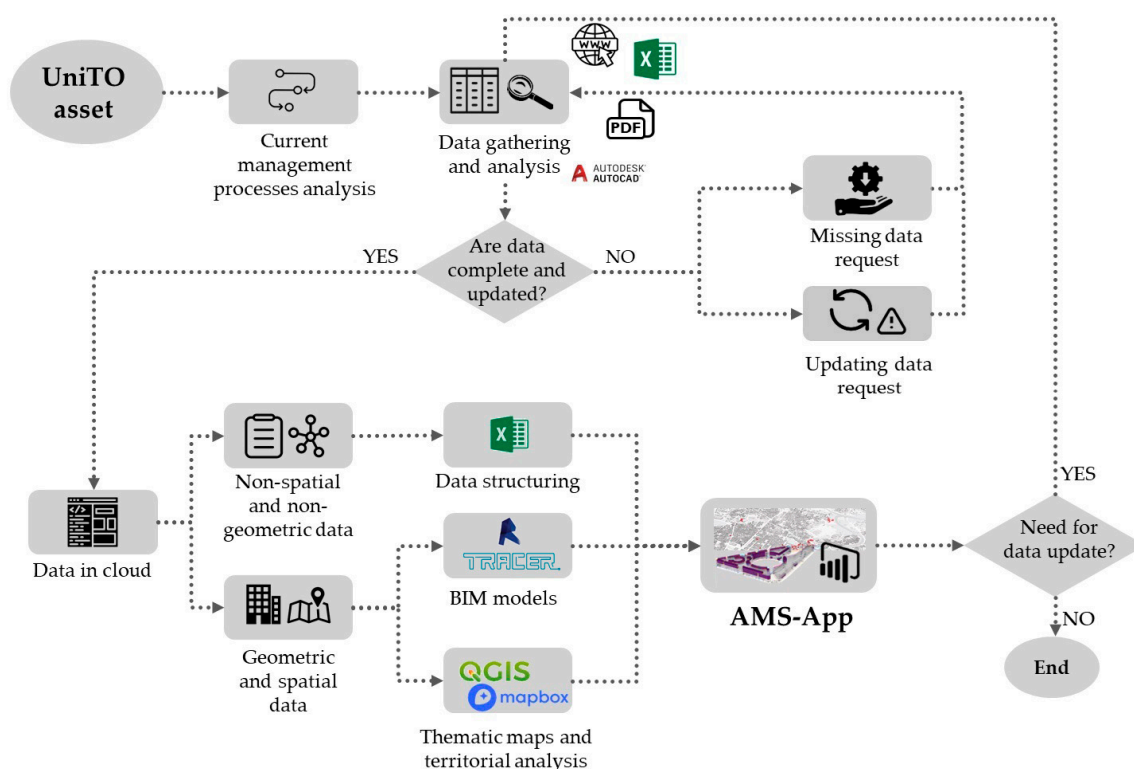 UniTO
asset
Current
management
processes analysis
Data gathering
and analysis
WWW
X
PDF
A AUTODESK®
AUTOCAD®
Missing data
request
Updating data
request
Are data
complete and
updated?
YES
NO
</>
Data in cloud
Non-spatial and non-
geometric data
Geometric
and spatial
data
X
Data structuring
R
TRACER
BIM models
QGIS
mapbox
Thematic maps and
territorial analysis
AMS-App
Need for
data update?
YES
NO
End